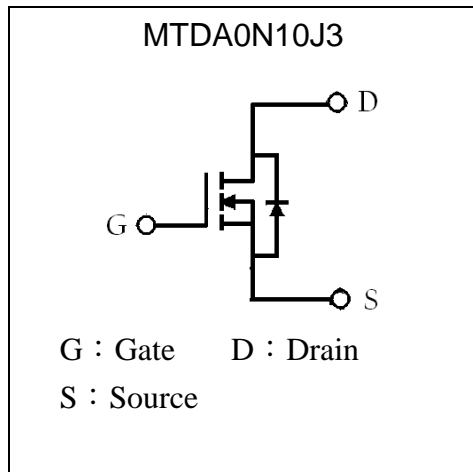 MTDA0N10J3
D
G
S
G：Gate D：Drain
S：Source